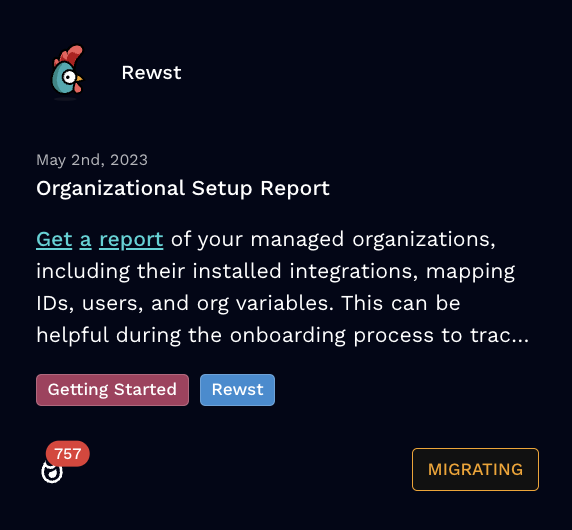 Rewst
May 2nd, 2023
Organizational Setup Report
Get a report of your managed organizations,
including their installed integrations, mapping
IDs, users, and org variables. This can be
helpful during the onboarding process to trac...
Getting Started
Rewst
757
MIGRATING